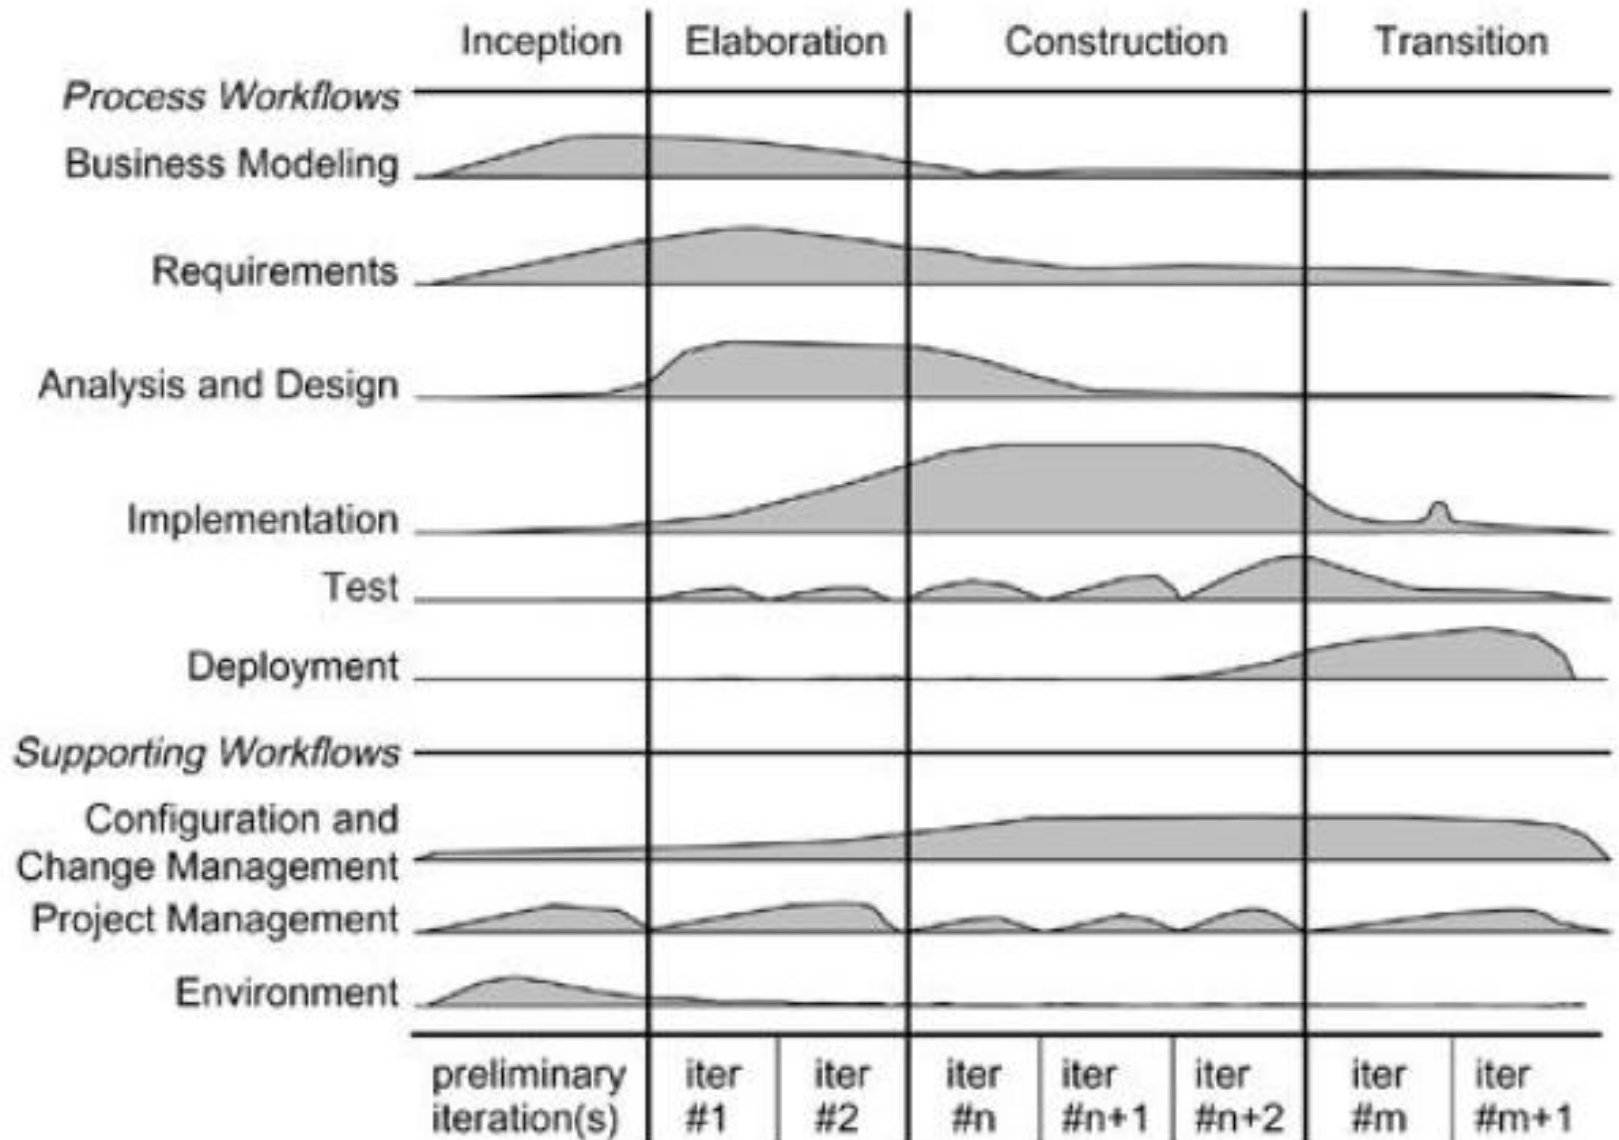 Inception Elaboration Construction Transition
Process Workflows
Business Modeling
Requirements
Analysis and Design
Implementation
Test
Deployment
Supporting Workflows
Configuration and
Change Management
Project Management
Environment
preliminary iter iter iter iter iter iter iter
iteration(s) #1 #2 #n #n+1 #n+2 #m #m+1